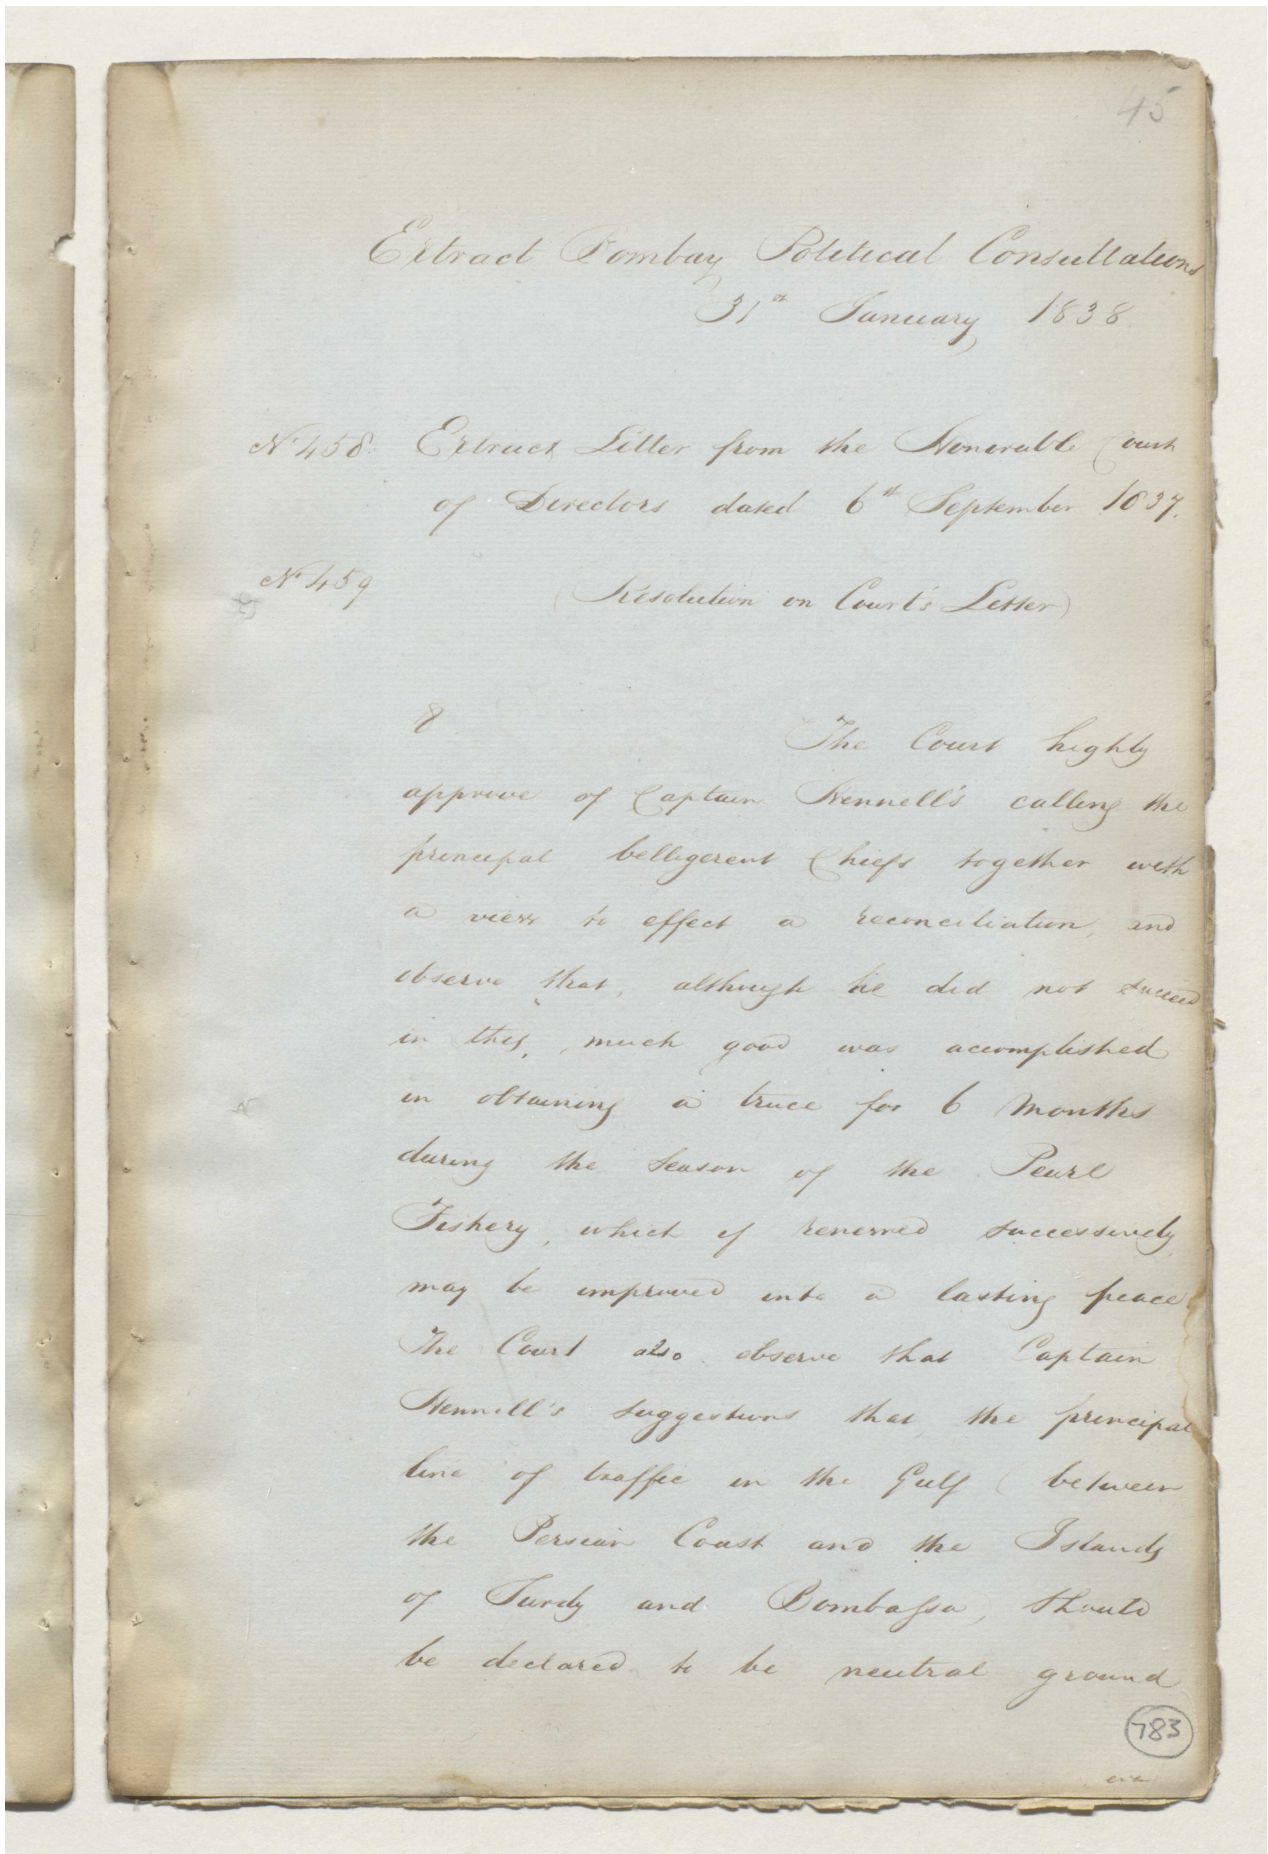 45
Extract Bombay Political Consultations
31st January 1838
No 458. Extract Letter from the Honorable Court
of Directors dated 6th September 1837.
No 459
(Resolution on Court's Letter)
8
The Court highly
approve of Captain Hennell's calling the
principal belligerent Chiefs together with
a view to effect a reconciliation, and
observe that, although he did not succeed
in this, much good was accomplished
in obtaining a truce for 6 Months
during the Season of the Pearl
Fishery, which if renewed successively
may be improved into a lasting peace
The Court also observe that Captain
Hennell's suggestions that the principal
line of traffic in the Gulf (between
the Persian Coast and the Islands
of Surdy and Bombassa, should
be declared to be neutral ground
783